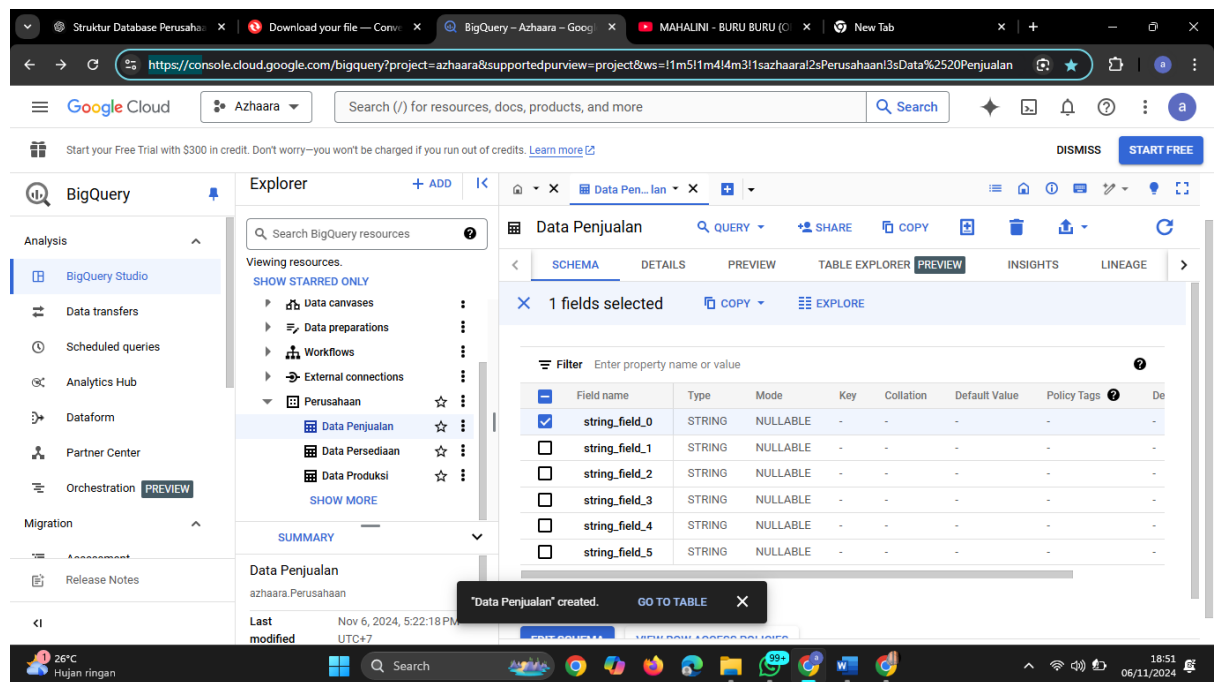 Struktur Database Perusahaa
Download your file — Conve
BigQuery – Azhaara – Googl
MAHALINI - BURU BURU (O
New Tab
https://console.cloud.google.com/bigquery?project=azhaara&supportedpurview=project&ws=!1m5!1m4!4m3!1sazhaara!2sPerusahaan!3sData%2520Penjualan
a
Google Cloud
Azhaara
Search (/) for resources, docs, products, and more
Search
a
Start your Free Trial with $300 in credit. Don't worry—you won't be charged if you run out of credits. Learn more
DISMISS
START FREE
BigQuery
Analysis
BigQuery Studio
Data transfers
Scheduled queries
Analytics Hub
Dataform
Partner Center
Orchestration PREVIEW
Migration
Assessment
Release Notes
Explorer
+ ADD
Search BigQuery resources
Viewing resources.
SHOW STARRED ONLY
Data canvases
Data preparations
Workflows
External connections
Perusahaan
Data Penjualan
Data Persediaan
Data Produksi
SHOW MORE
SUMMARY
Data Penjualan
azhaara.Perusahaan
Last modified
Nov 6, 2024, 5:22:18 PM UTC+7
Data Pen... lan
Data Penjualan
QUERY
SHARE
COPY
SCHEMA
DETAILS
PREVIEW
TABLE EXPLORER PREVIEW
INSIGHTS
LINEAGE
1 fields selected
COPY
EXPLORE
Filter Enter property name or value
Field name Type Mode Key Collation Default Value Policy Tags De
string_field_0 STRING NULLABLE - - - - -
string_field_1 STRING NULLABLE - - - - -
string_field_2 STRING NULLABLE - - - - -
string_field_3 STRING NULLABLE - - - - -
string_field_4 STRING NULLABLE - - - - -
string_field_5 STRING NULLABLE - - - - -
"Data Penjualan" created.
GO TO TABLE
EDIT SCHEMA
VIEW ROW ACCESS POLICIES
1
26°C
Hujan ringan
Search
99+
18:51
06/11/2024